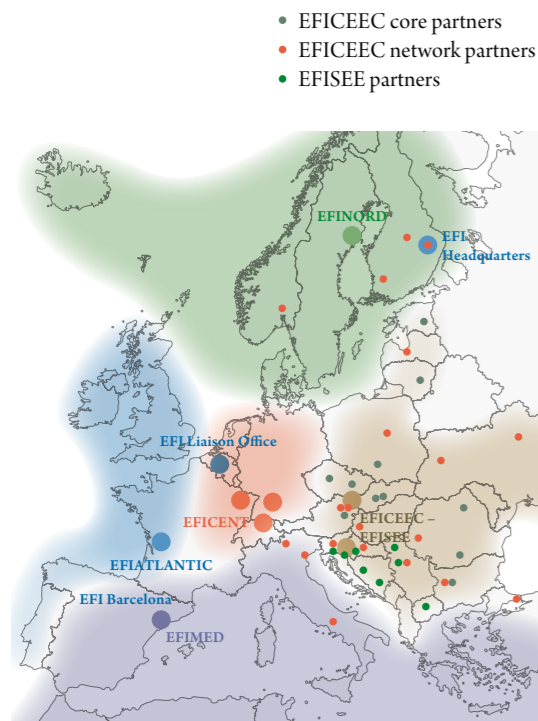 EFICEEC core partners
EFICEEC network partners
EFISEE partners
EFINORD
EFI
Headquarters
EFI Liaison Office
EFICENT
EFICEEC –
EFISEE
EFIATLANTIC
EFI Barcelona
EFIMED